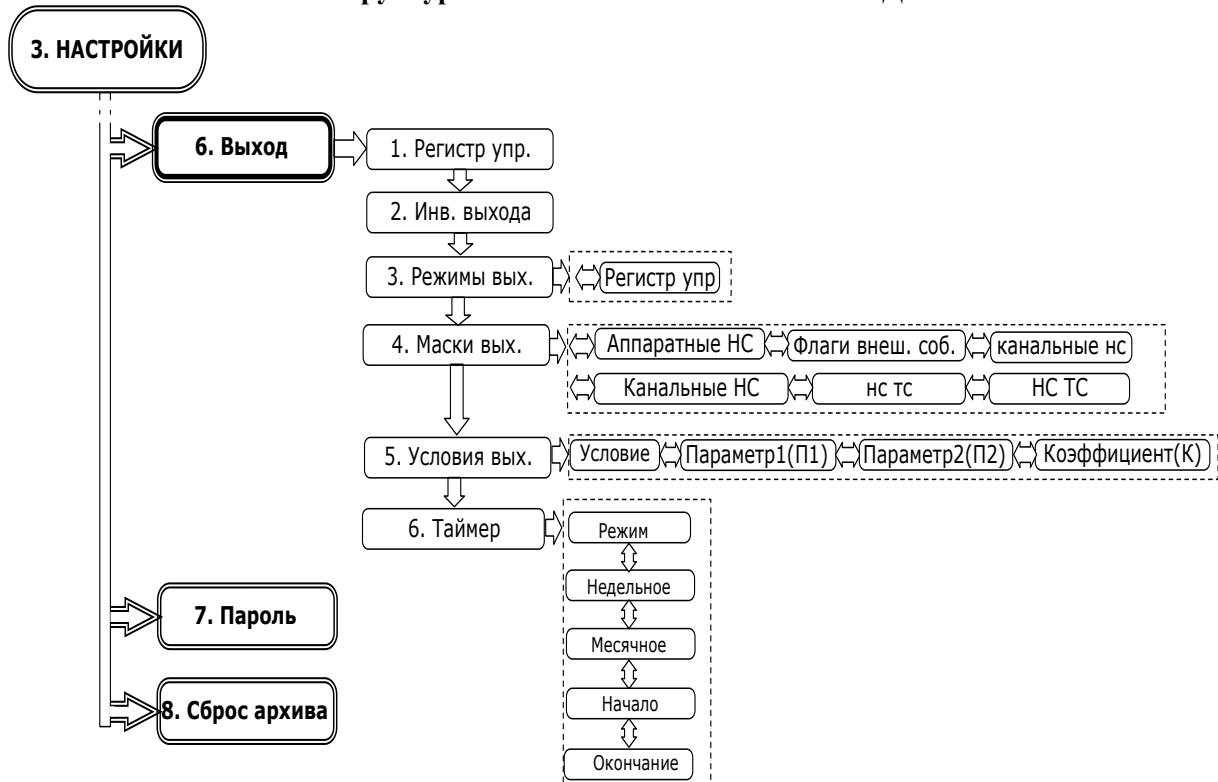 3. НАСТРОЙКИ
6. Выход
1. Регистр упр.
2. Инв. выхода
3. Режимы вых.
Регистр упр
4. Маски вых.
Аппаратные НС
Флаги внеш. соб.
канальные нс
Канальные НС
нс тс
НС ТС
5. Условия вых.
Условие
Параметр1(П1)
Параметр2(П2)
Коэффициент(К)
6. Таймер
Режим
Недельное
Месячное
Начало
Окончание
7. Пароль
8. Сброс архива